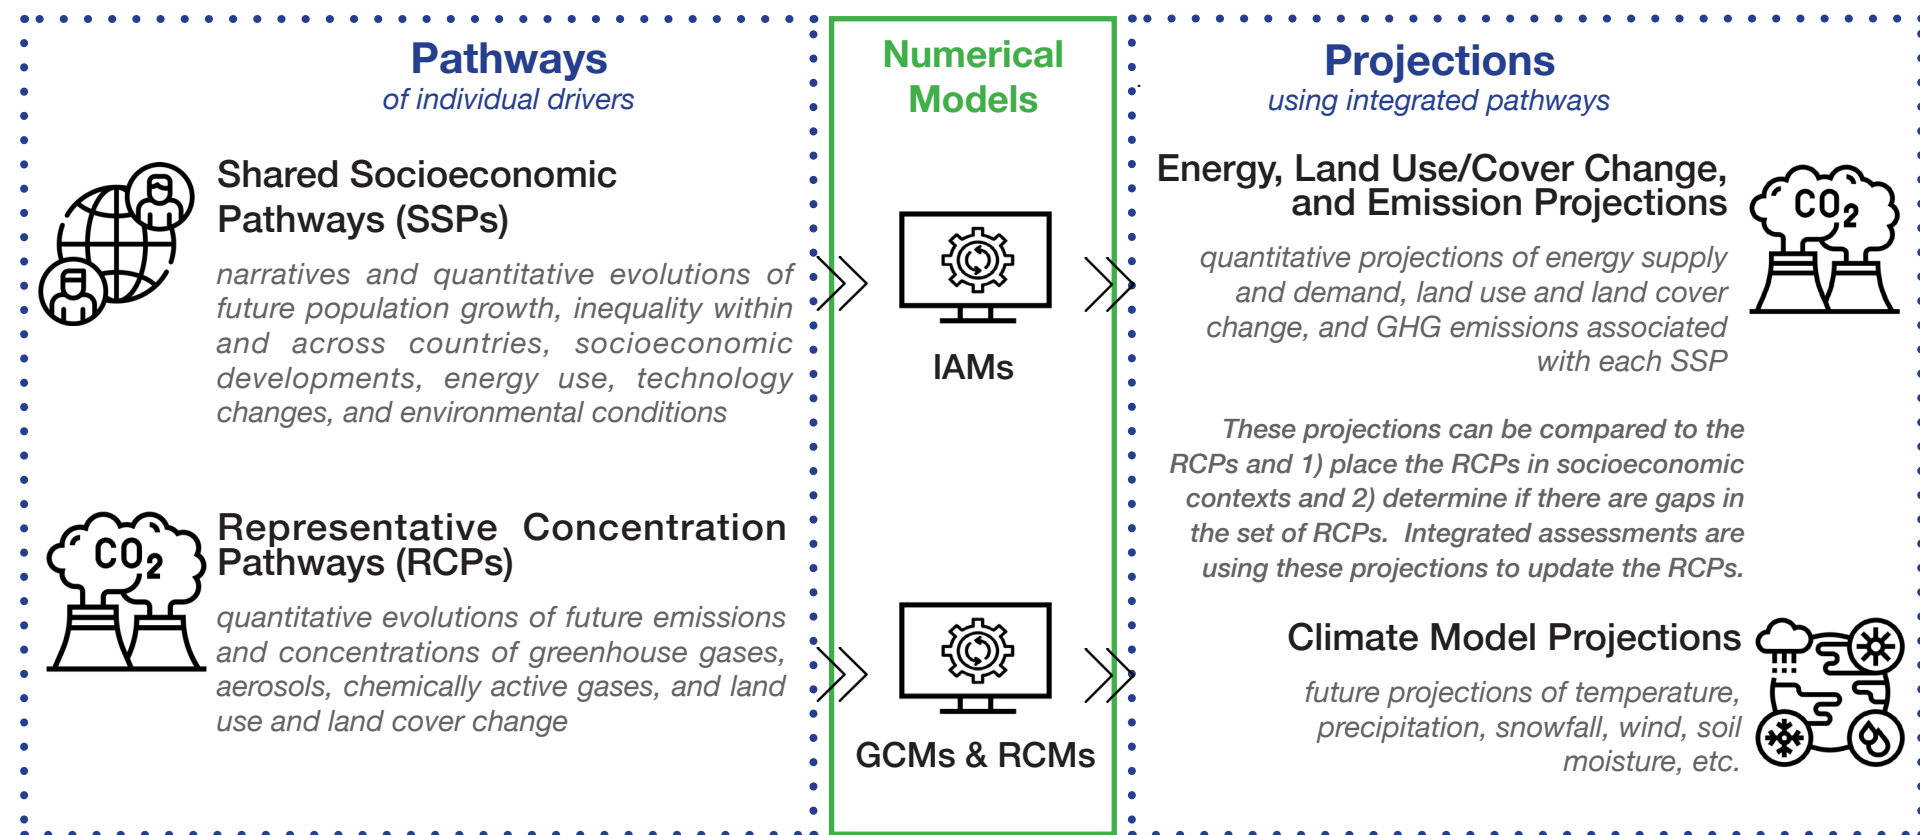 Pathways
of individual drivers
Shared Socioeconomic
Pathways (SSPs)
narratives and quantitative evolutions of
future population growth, inequality within
and across countries, socioeconomic
developments, energy use, technology
changes, and environmental conditions
CO2
Representative Concentration
Pathways (RCPs)
quantitative evolutions of future emissions
and concentrations of greenhouse gases,
aerosols, chemically active gases, and land
use and land cover change
Numerical
Models
IAMs
GCMs & RCMs
Projections
using integrated pathways
Energy, Land Use/Cover Change,
and Emission Projections
CO2
quantitative projections of energy supply
and demand, land use and land cover
change, and GHG emissions associated
with each SSP
These projections can be compared to the
RCPs and 1) place the RCPs in socioeconomic
contexts and 2) determine if there are gaps in
the set of RCPs. Integrated assessments are
using these projections to update the RCPs.
Climate Model Projections
future projections of temperature,
precipitation, snowfall, wind, soil
moisture, etc.